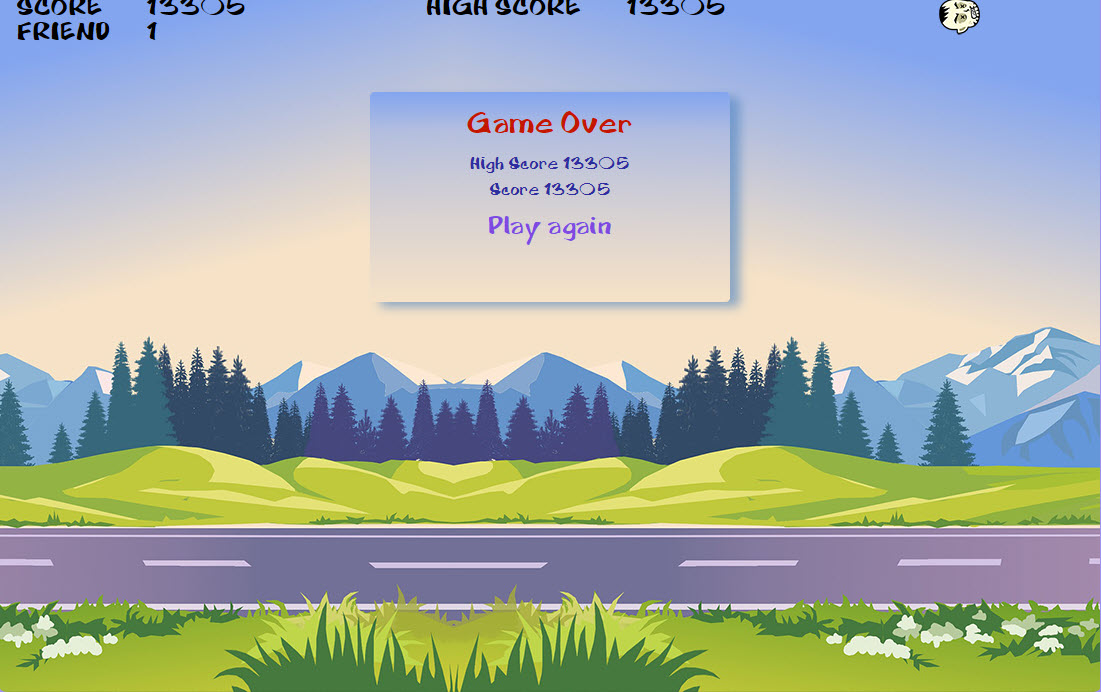 SCORE 13305 HIGH SCORE 13305
FRIEND 1
Game Over
High Score 13305
Score 13305
Play again